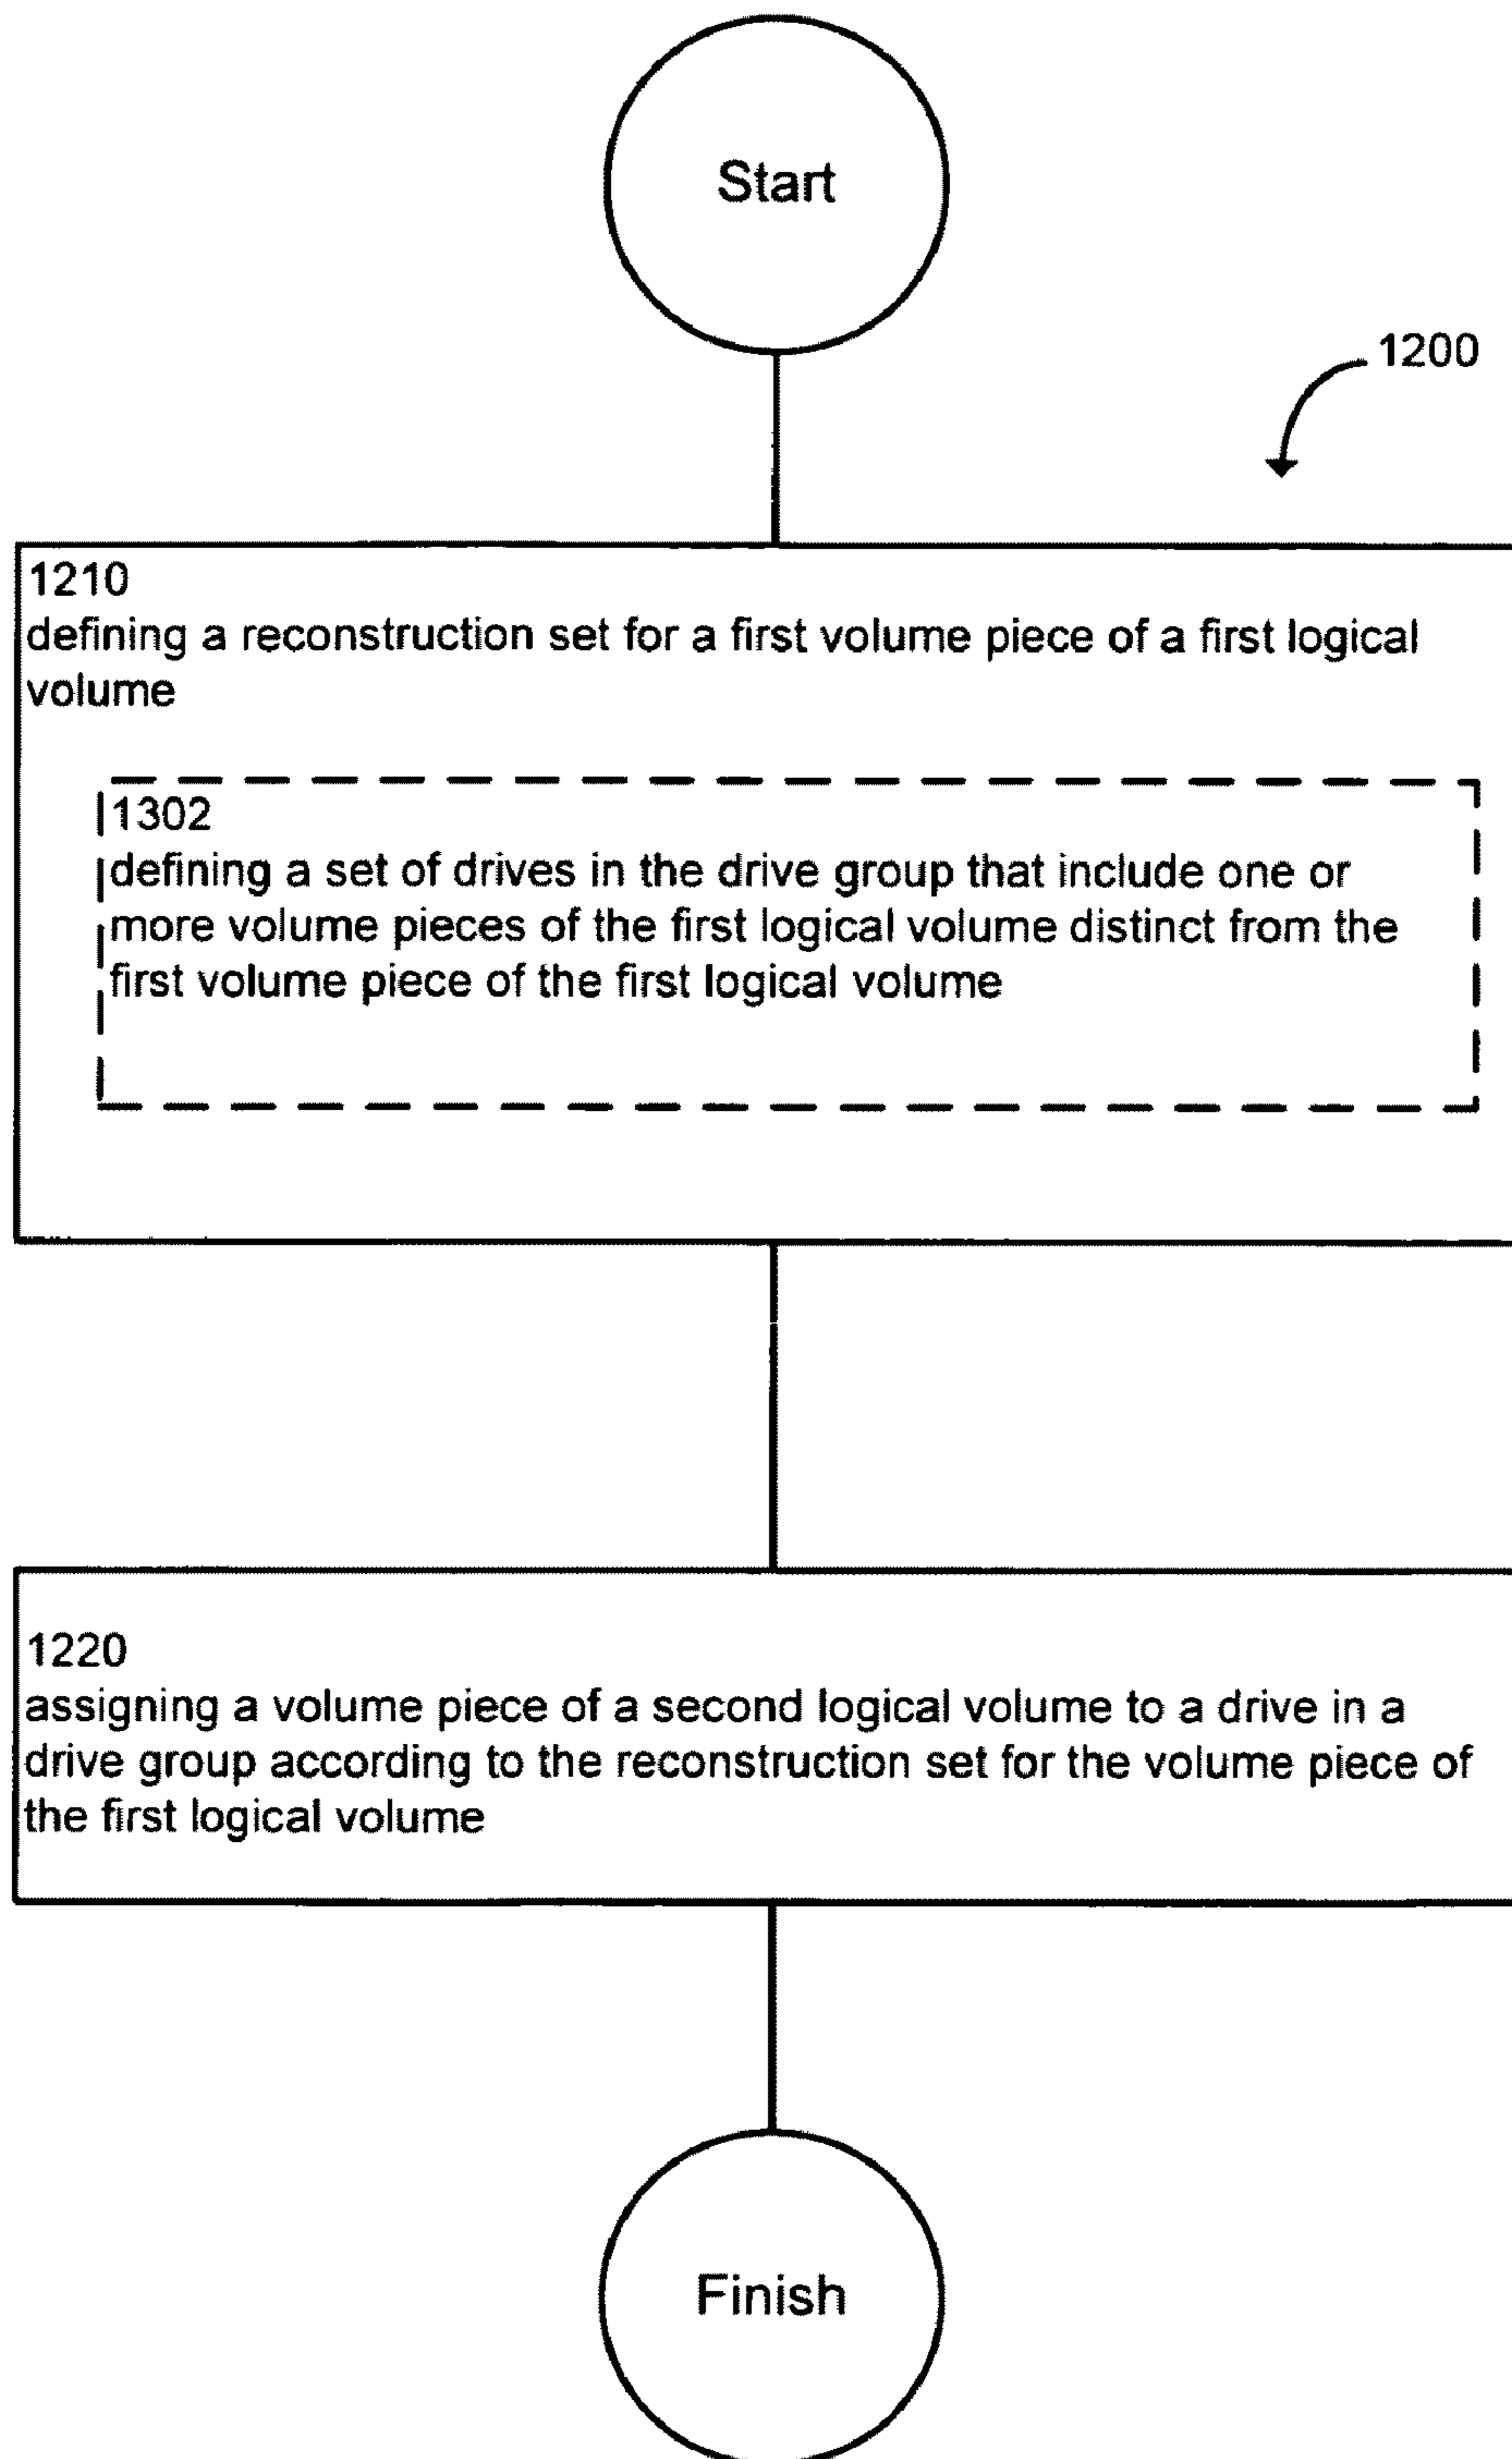 Start
1200
1210
defining a reconstruction set for a first volume piece of a first logical
volume
1302
defining a set of drives in the drive group that include one or
more volume pieces of the first logical volume distinct from the
first volume piece of the first logical volume
1220
assigning a volume piece of a second logical volume to a drive in a
drive group according to the reconstruction set for the volume piece of
the first logical volume
Finish